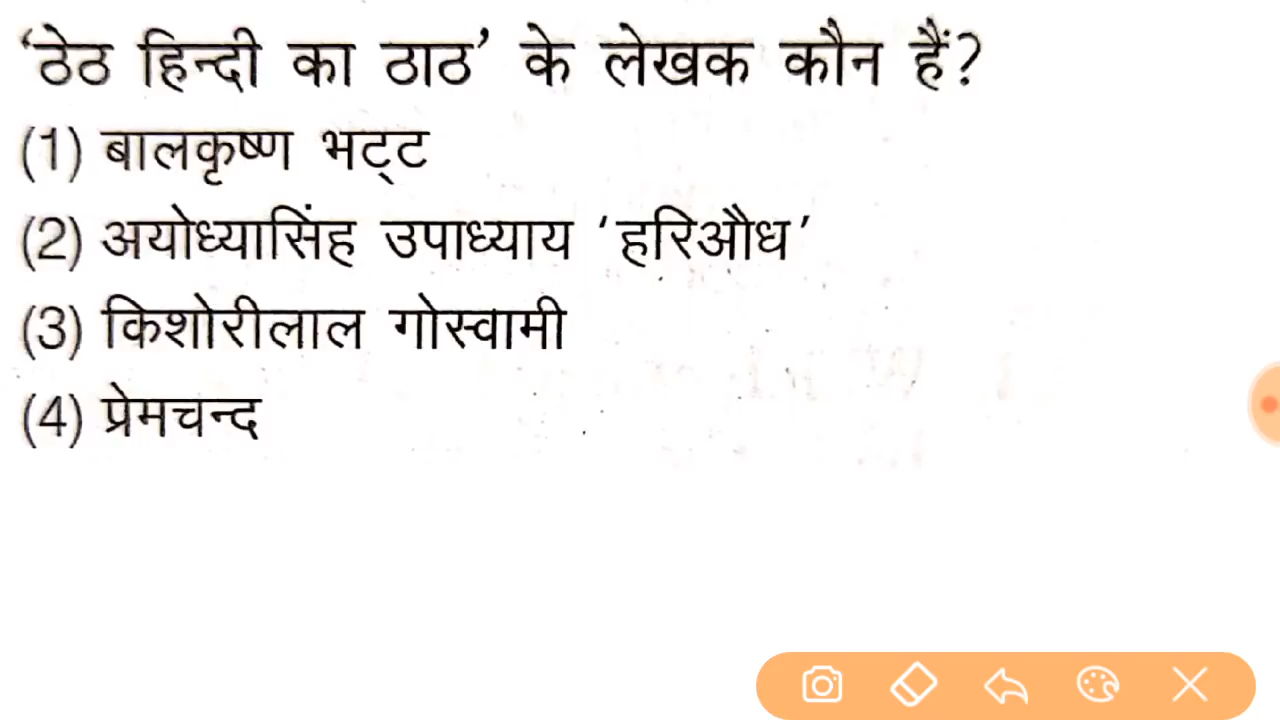 ‘ठेठ हिन्दी का ठाठ’ के लेखक कौन हैं?
(1) बालकृष्ण भट्ट
(2) अयोध्यासिंह उपाध्याय ‘हरिऔध’
(3) किशोरीलाल गोस्वामी
(4) प्रेमचन्द